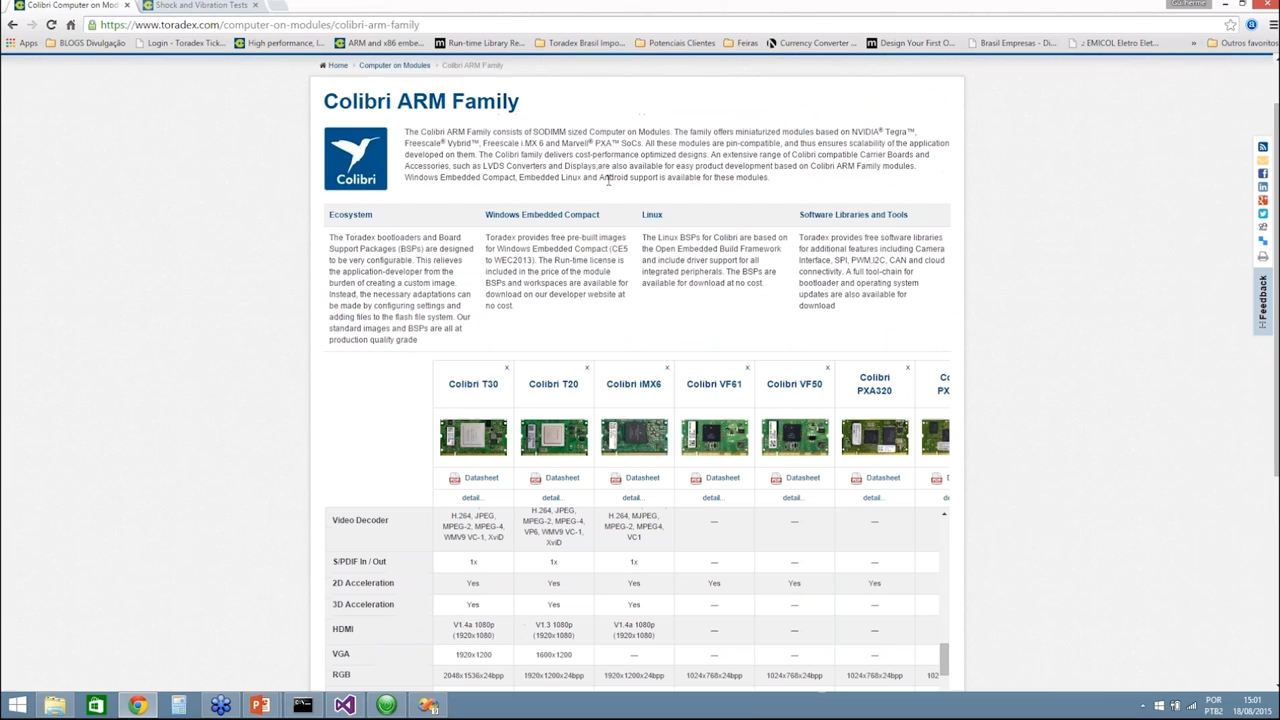 Colibri Computer on Mod
Shock and Vibration Tests
Guilherme
https://www.toradex.com/computer-on-modules/colibri-arm-family
Apps
BLOGS Divulgação
Login - Toradex Tick...
High performance, l...
ARM and x86 embe...
Run-time Library Re...
Toradex Brasil Impo...
Potenciais Clientes
Feiras
Currency Converter ...
Design Your First O...
Brasil Empresas - Di...
.: EMICOL Eletro Elet...
»
Outros favoritos
Home
Computer on Modules
Colibri ARM Family
Colibri ARM Family
Colibri
The Colibri ARM Family consists of SODIMM sized Computer on Modules. The family offers miniaturized modules based on NVIDIA® Tegra™,
Freescale® Vybrid™, Freescale i.MX 6 and Marvell® PXA™ SoCs. All these modules are pin-compatible, and thus ensures scalability of the application
developed on them. The Colibri family delivers cost-performance optimized designs. An extensive range of Colibri compatible Carrier Boards and
Accessories, such as LVDS Converters and Displays,are also available for easy product development based on Colibri ARM Family modules.
Windows Embedded Compact, Embedded Linux and Android support is available for these modules.
Ecosystem
The Toradex bootloaders and Board
Support Packages (BSPs) are designed
to be very configurable. This relieves
the application-developer from the
burden of creating a custom image.
Instead, the necessary adaptations can
be made by configuring settings and
adding files to the flash file system. Our
standard images and BSPs are all at
production quality grade
Windows Embedded Compact
Toradex provides free pre-built images
for Windows Embedded Compact (CE5
to WEC2013). The Run-time license is
included in the price of the module
BSPs and workspaces are available for
download on our developer website at
no cost.
Linux
The Linux BSPs for Colibri are based on
the Open Embedded Build Framework
and include driver support for all
integrated peripherals. The BSPs are
available for download at no cost.
Software Libraries and Tools
Toradex provides free software libraries
for additional features including Camera
Interface, SPI, PWM,I2C, CAN and cloud
connectivity. A full tool-chain for
bootloader and operating system
updates are also available for
download
Feedback
x x x x x x
Colibri T30 Colibri T20 Colibri iMX6 Colibri VF61 Colibri VF50 Colibri PXA320 Co PX
Datasheet Datasheet Datasheet Datasheet Datasheet Datasheet
detail... detail... detail... detail... detail... detail... de
Video Decoder H.264, JPEG, MPEG-2, MPEG-4, WMV9 VC-1, XviD H.264, JPEG, MPEG-2, MPEG-4, VP6, WMV9 VC-1, XviD H.264, MJPEG, MPEG-2, MPEG4, VC1 — — —
S/PDIF In / Out 1x 1x 1x — — —
2D Acceleration Yes Yes Yes Yes Yes Yes
3D Acceleration Yes Yes Yes — — —
HDMI V1.4a 1080p (1920x1080) V1.3 1080p (1920x1080) V1.4a 1080p (1920x1080) — — —
VGA 1920x1200 1600x1200 — — — —
RGB 2048x1536x24bpp 1920x1200x24bpp 1920x1200x24bpp 1024x768x24bpp 1024x768x24bpp 1024x768x24bpp 102
POR
PTB2
15:01
18/08/2015